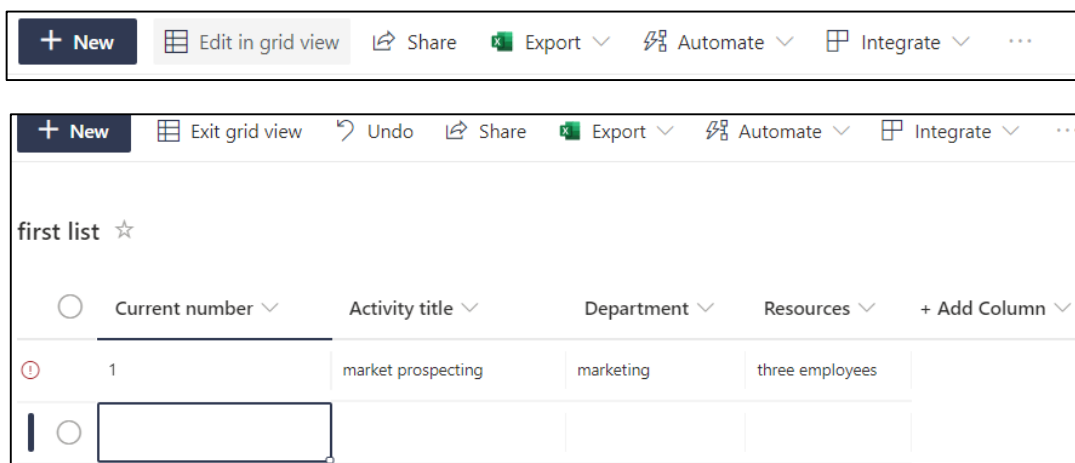 + New Edit in grid view Share Export Automate Integrate ...
+ New Exit grid view Undo Share Export Automate Integrate ...
first list
Current number Activity title Department Resources + Add Column
1 market prospecting marketing three employees